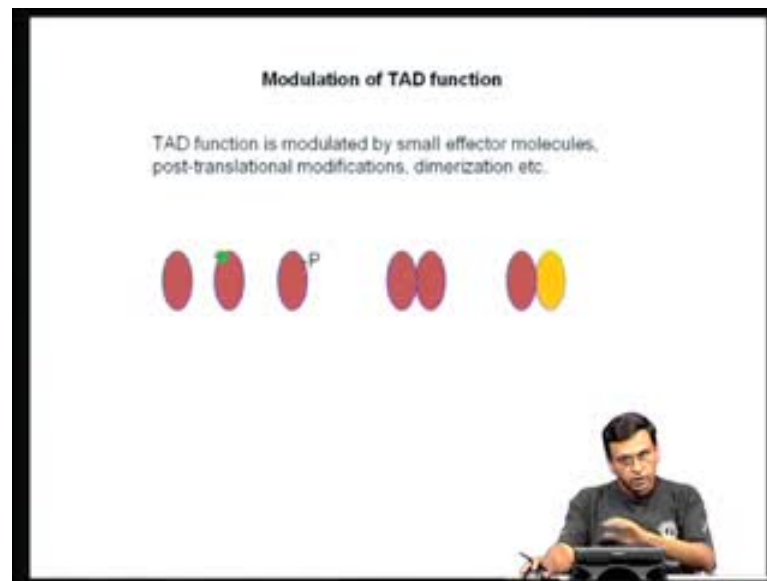 Modulation of TAD function
TAD function is modulated by small effector molecules,
post-translational modifications, dimerization etc.
P